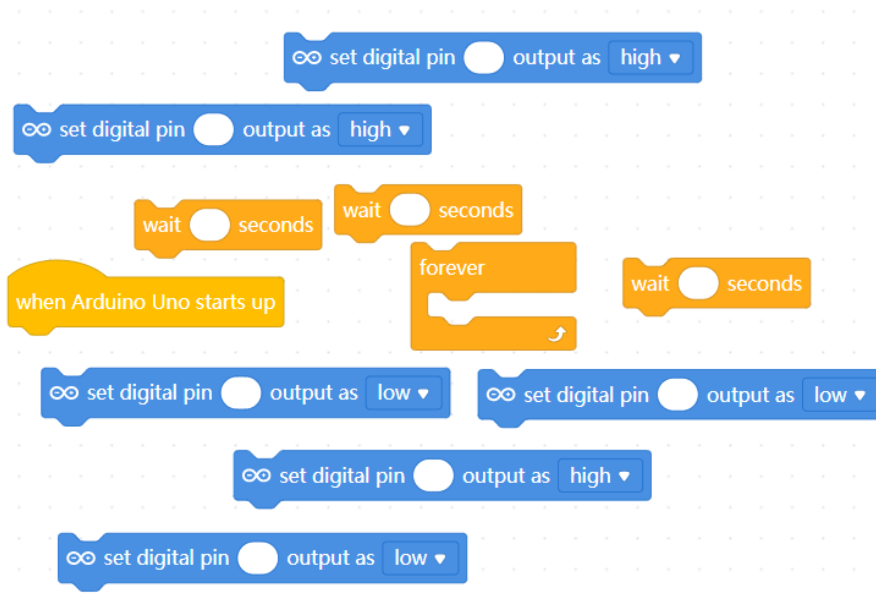 set digital pin output as high
set digital pin output as high
wait seconds
wait seconds
forever
wait seconds
when Arduino Uno starts up
set digital pin output as low
set digital pin output as low
set digital pin output as high
set digital pin output as low